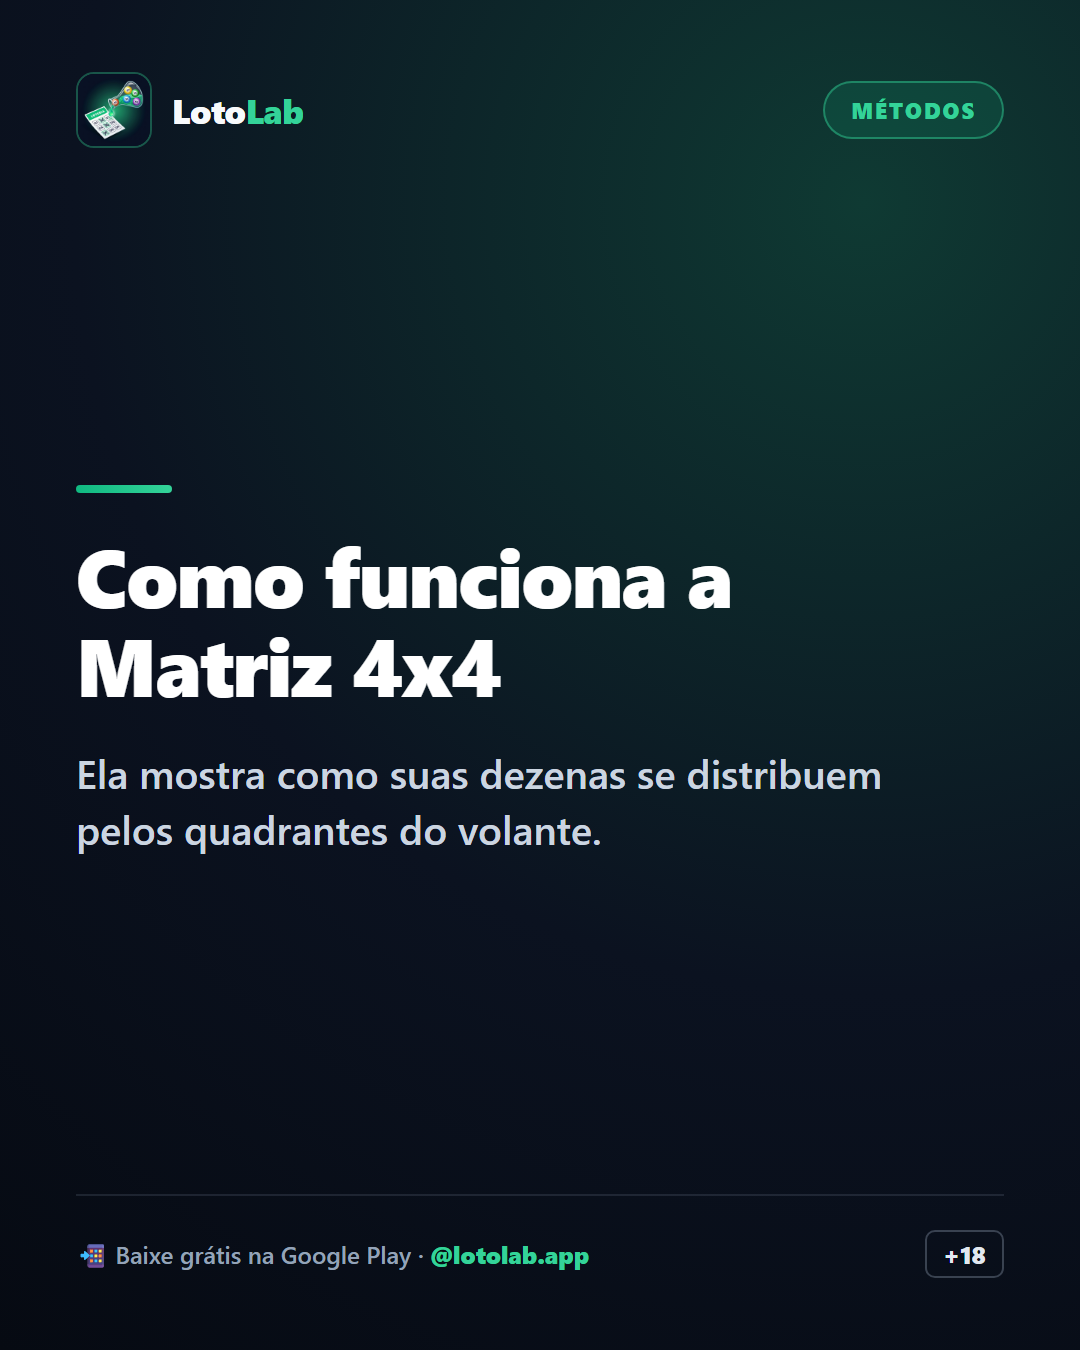 LotoLab
MÉTODOS
Como funciona a
Matriz 4x4
Ela mostra como suas dezenas se distribuem
pelos quadrantes do volante.
📲 Baixe grátis na Google Play · @lotolab.app
+18